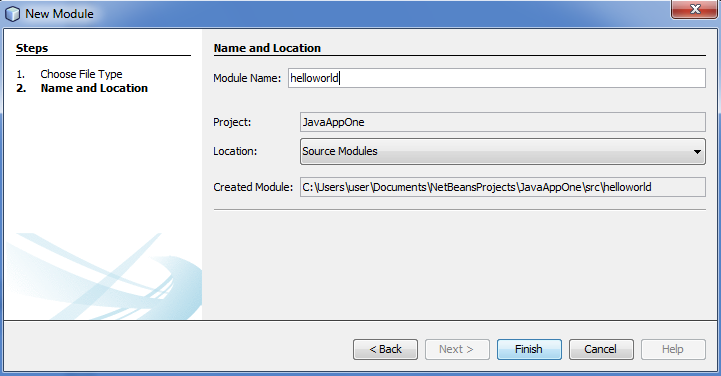 New Module
Steps
1. Choose File Type
2. Name and Location
Name and Location
Module Name: helloworld
Project: JavaAppOne
Location: Source Modules
Created Module: C:\Users\user\Documents\NetBeansProjects\JavaAppOne\src\helloworld
< Back Next > Finish Cancel Help